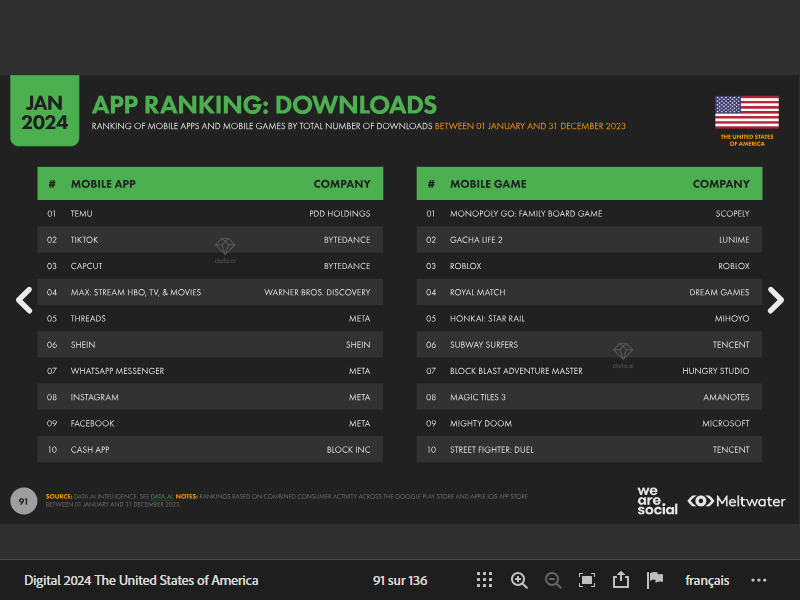 JAN
2024
APP RANKING: DOWNLOADS
RANKING OF MOBILE APPS AND MOBILE GAMES BY TOTAL NUMBER OF DOWNLOADS BETWEEN 01 JANUARY AND 31 DECEMBER 2023
THE UNITED STATES
OF AMERICA
# MOBILE APP COMPANY
01 TEMU PDD HOLDINGS
02 TIKTOK BYTEDANCE
03 CAPCUT BYTEDANCE
04 MAX: STREAM HBO, TV, & MOVIES WARNER BROS. DISCOVERY
05 THREADS META
06 SHEIN SHEIN
07 WHATSAPP MESSENGER META
08 INSTAGRAM META
09 FACEBOOK META
10 CASH APP BLOCK INC
data.ai
# MOBILE GAME COMPANY
01 MONOPOLY GO: FAMILY BOARD GAME SCOPELY
02 GACHA LIFE 2 LUNIME
03 ROBLOX ROBLOX
04 ROYAL MATCH DREAM GAMES
05 HONKAI: STAR RAIL MIHOYO
06 SUBWAY SURFERS TENCENT
07 BLOCK BLAST ADVENTURE MASTER HUNGRY STUDIO
08 MAGIC TILES 3 AMANOTES
09 MIGHTY DOOM MICROSOFT
10 STREET FIGHTER: DUEL TENCENT
data.ai
91
SOURCE: DATA.AI INTELLIGENCE. SEE DATA.AI. NOTES: RANKINGS BASED ON COMBINED CONSUMER ACTIVITY ACROSS THE GOOGLE PLAY STORE AND APPLE IOS APP STORE
BETWEEN 01 JANUARY AND 31 DECEMBER 2023.
we
are
social
Meltwater
Digital 2024 The United States of America
91 sur 136
français